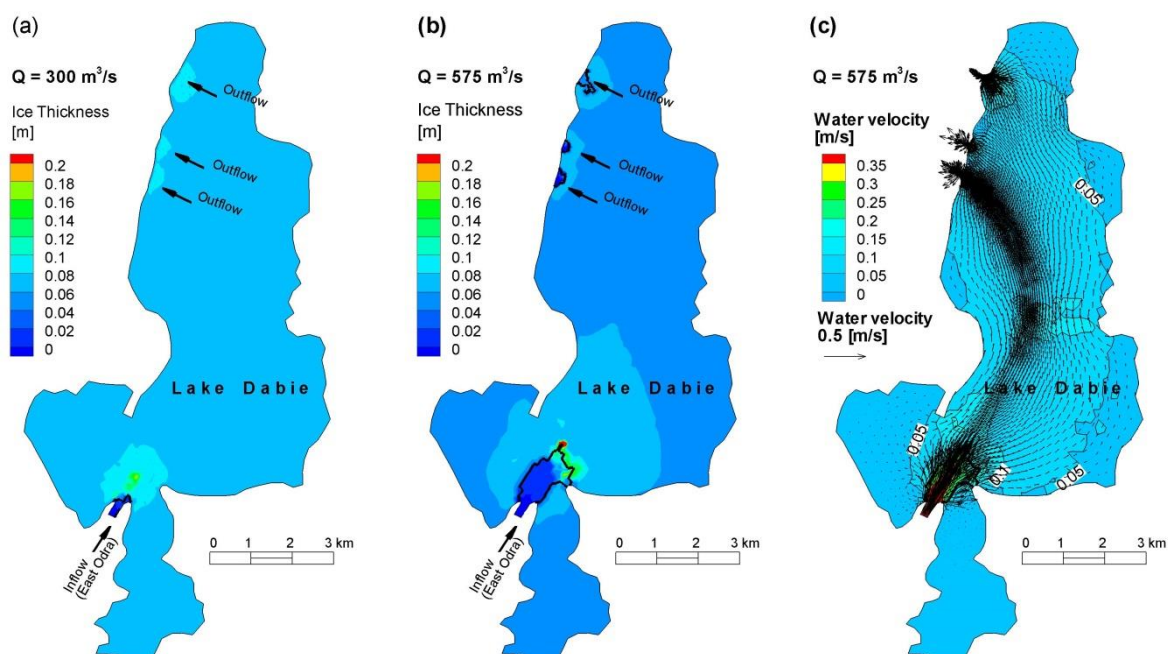 (a)
Q = 300 m³/s
Ice Thickness
[m]
0.2
0.18
0.16
0.14
0.12
0.1
0.08
0.06
0.04
0.02
0
Outflow
Outflow
Outflow
Lake Dabie
Inflow
(East Odra)
0 1 2 3 km
(b)
Q = 575 m³/s
Ice Thickness
[m]
0.2
0.18
0.16
0.14
0.12
0.1
0.08
0.06
0.04
0.02
0
Outflow
Outflow
Outflow
Lake Dabie
Inflow
(East Odra)
0 1 2 3 km
(c)
Q = 575 m³/s
Water velocity
[m/s]
0.35
0.3
0.25
0.2
0.15
0.1
0.05
0
Water velocity
0.5 [m/s]
0.05
Lake Dabie
0.05
0.1
0.05
0 1 2 3 km